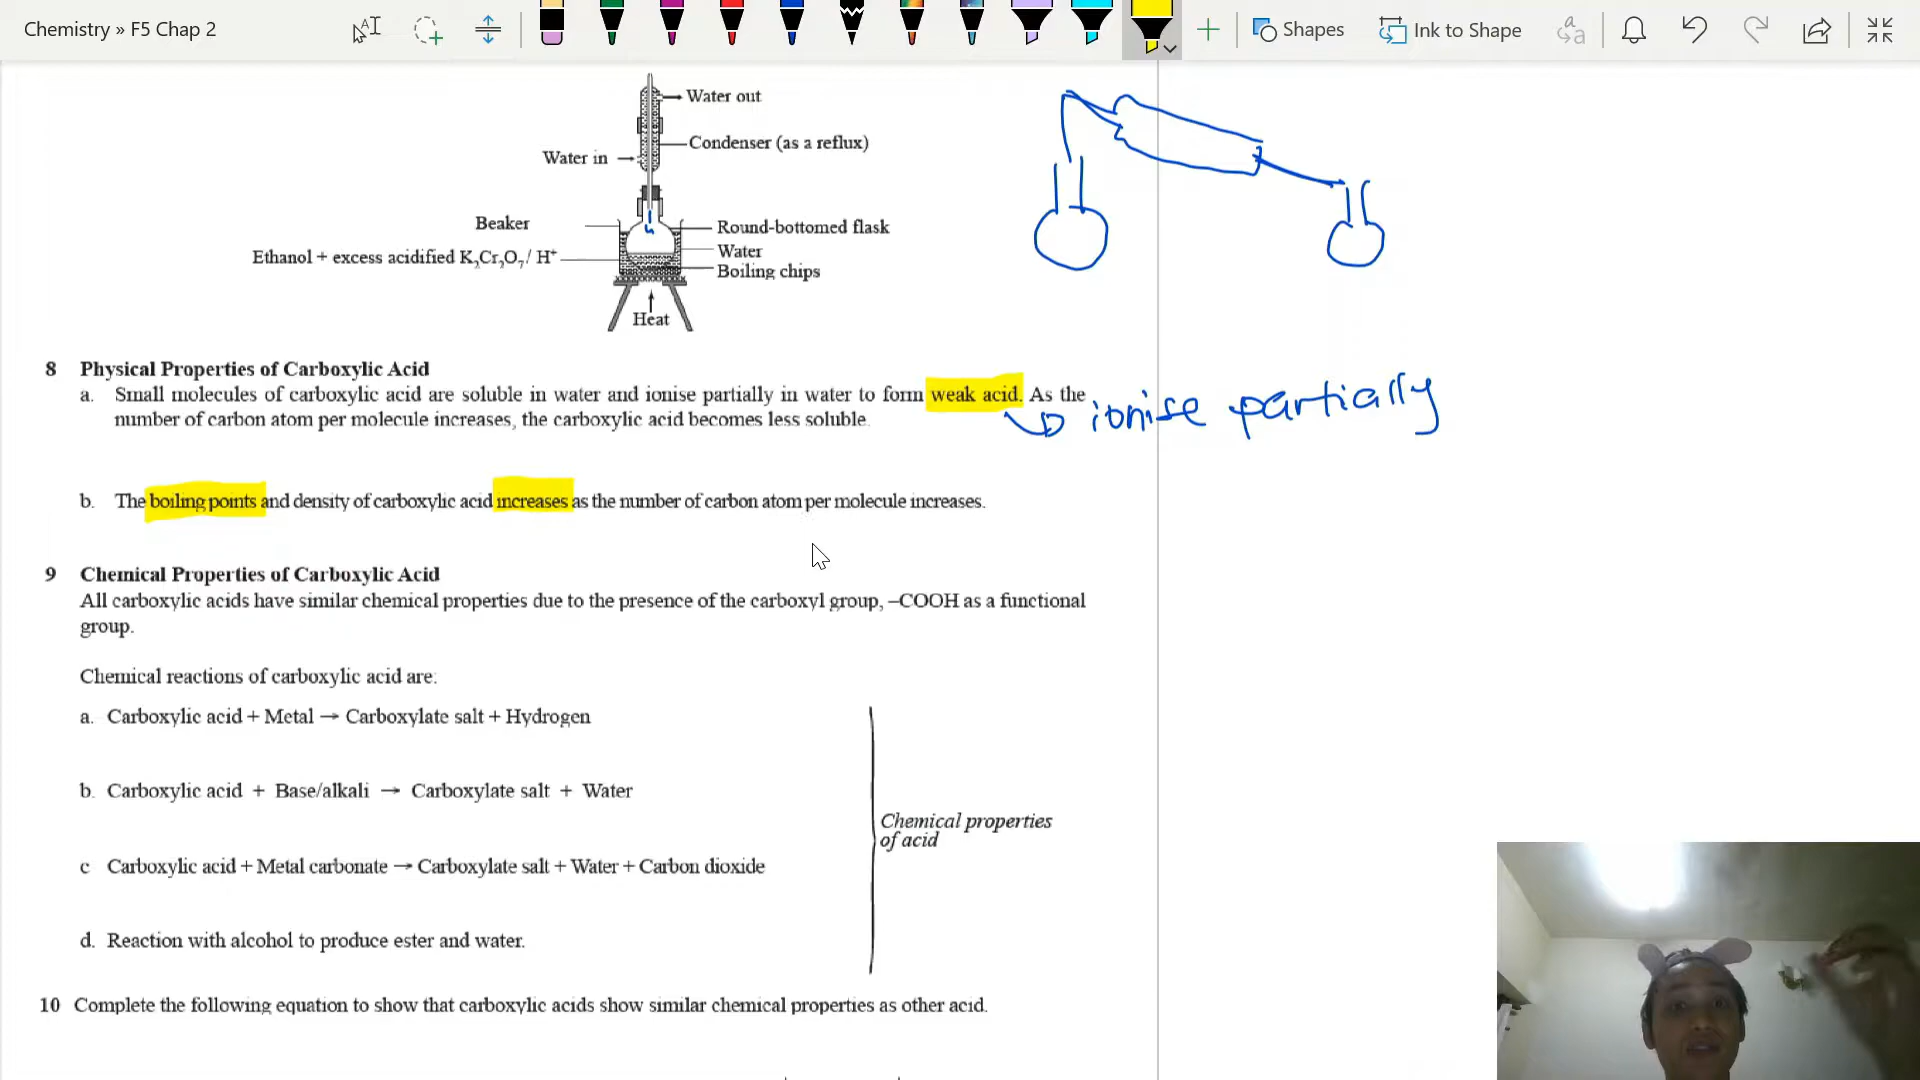 Chemistry » F5 Chap 2
Shapes
Ink to Shape
Water out
Condenser (as a reflux)
Water in
Beaker
Round-bottomed flask
Water
Ethanol + excess acidified K₂Cr₂O₇/ H⁺
Boiling chips
Heat
8 Physical Properties of Carboxylic Acid
a. Small molecules of carboxylic acid are soluble in water and ionise partially in water to form weak acid. As the
number of carbon atom per molecule increases, the carboxylic acid becomes less soluble.
ionise partially
b. The boiling points and density of carboxylic acid increases as the number of carbon atom per molecule increases.
9 Chemical Properties of Carboxylic Acid
All carboxylic acids have similar chemical properties due to the presence of the carboxyl group, –COOH as a functional
group.
Chemical reactions of carboxylic acid are:
a. Carboxylic acid + Metal → Carboxylate salt + Hydrogen
b. Carboxylic acid + Base/alkali → Carboxylate salt + Water
Chemical properties
of acid
c Carboxylic acid + Metal carbonate → Carboxylate salt + Water + Carbon dioxide
d. Reaction with alcohol to produce ester and water.
10 Complete the following equation to show that carboxylic acids show similar chemical properties as other acid.